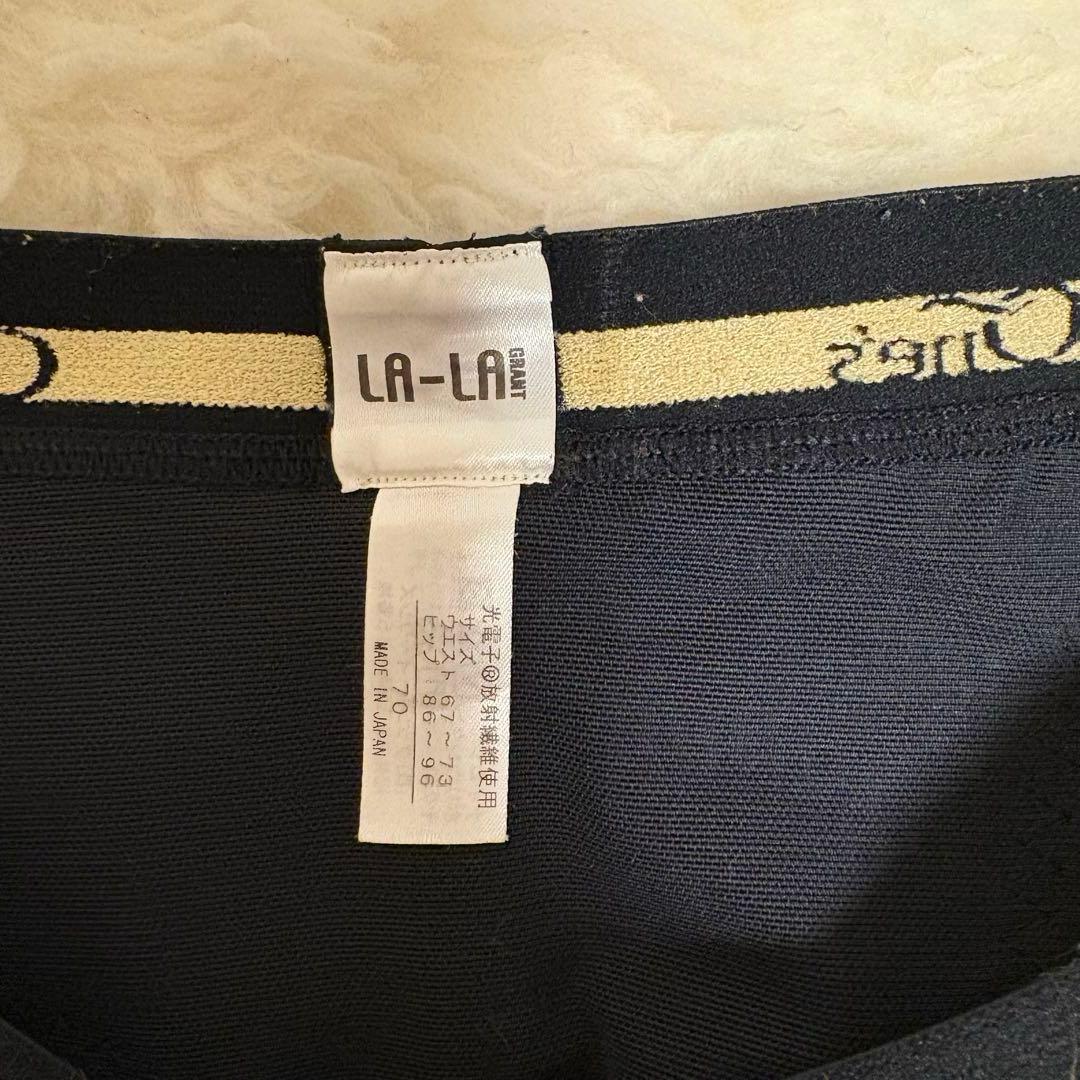 LA-LA
GRANT
One's
光電子®放射繊維使用
サイズ
ウエスト 67～73
ヒップ : 86～96
70
MADE IN JAPAN